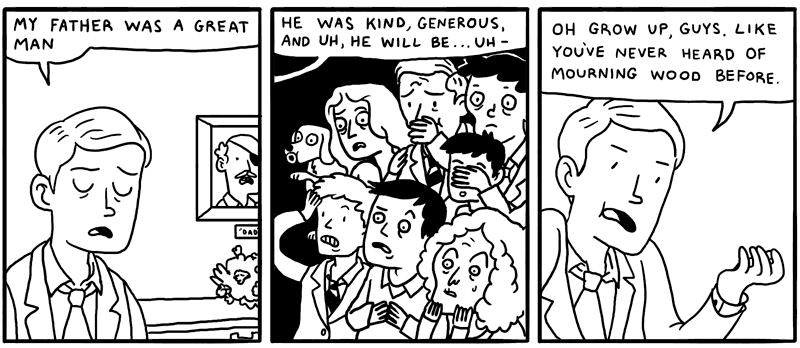 MY FATHER WAS A GREAT
MAN
"DAD
HE WAS KIND, GENEROUS,
AND UH, HE WILL BE...UH-
OH GROW UP, GUYS. LIKE
YOU'VE NEVER HEARD OF
MOURNING WOOD BEFORE.